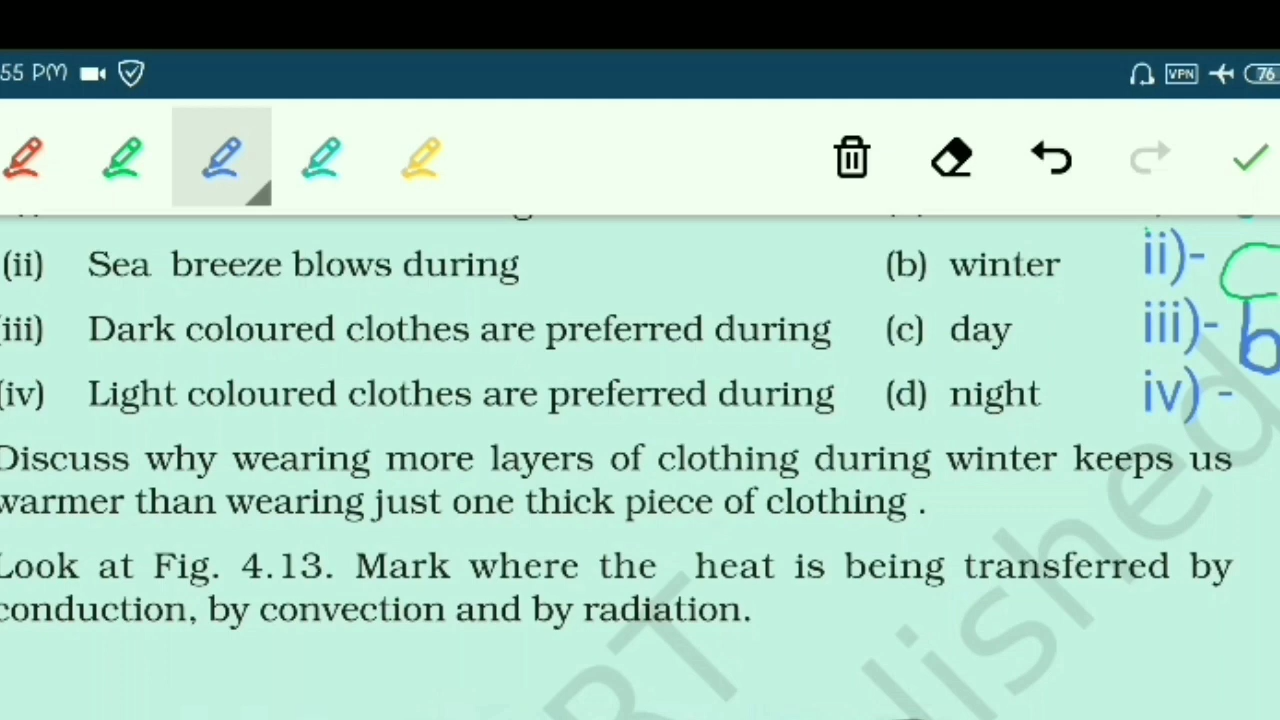 55 PM VPN 76
(ii) Sea breeze blows during (b) winter ii)-
(iii) Dark coloured clothes are preferred during (c) day iii)- b
(iv) Light coloured clothes are preferred during (d) night iv) -
Discuss why wearing more layers of clothing during winter keeps us
warmer than wearing just one thick piece of clothing .
Look at Fig. 4.13. Mark where the heat is being transferred by
conduction, by convection and by radiation.